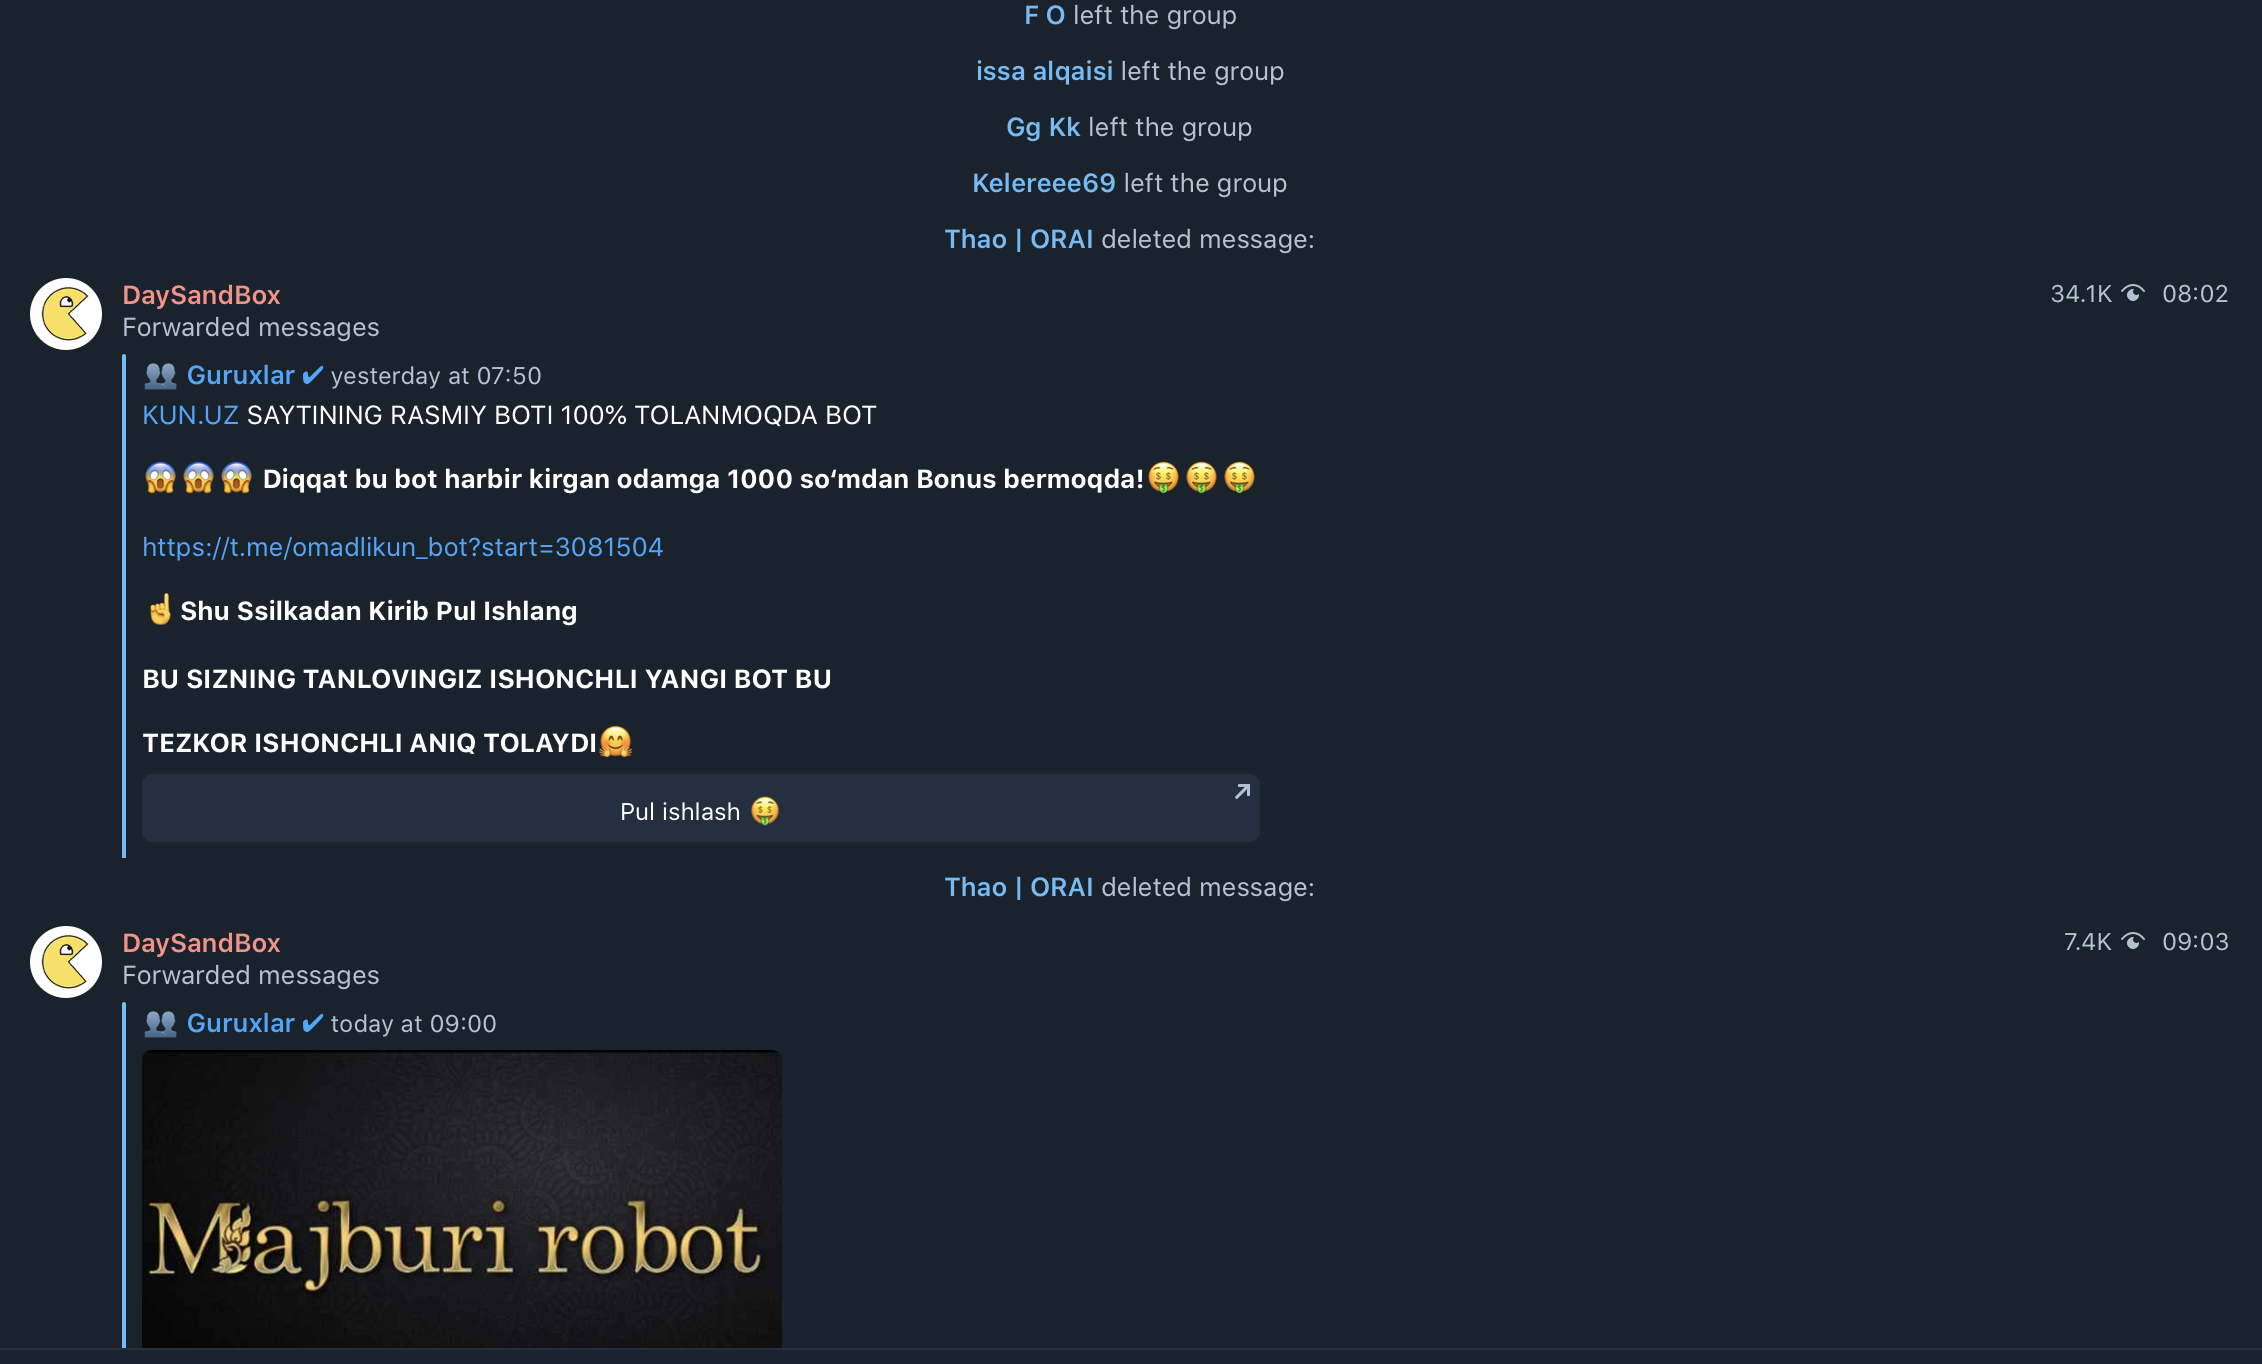 F O left the group
issa alqaisi left the group
Gg Kk left the group
Kelereee69 left the group
Thao | ORAI deleted message:
DaySandBox 34.1K 08:02
Forwarded messages
👥 Guruxlar ✔ yesterday at 07:50
KUN.UZ SAYTINING RASMIY BOTI 100% TOLANMOQDA BOT
😱😱😱 Diqqat bu bot harbir kirgan odamga 1000 so‘mdan Bonus bermoqda!🤑🤑🤑
https://t.me/omadlikun_bot?start=3081504
☝️Shu Ssilkadan Kirib Pul Ishlang
BU SIZNING TANLOVINGIZ ISHONCHLI YANGI BOT BU
TEZKOR ISHONCHLI ANIQ TOLAYDI🤗
Pul ishlash 🤑
Thao | ORAI deleted message:
DaySandBox 7.4K 09:03
Forwarded messages
👥 Guruxlar ✔ today at 09:00
Majburi robot